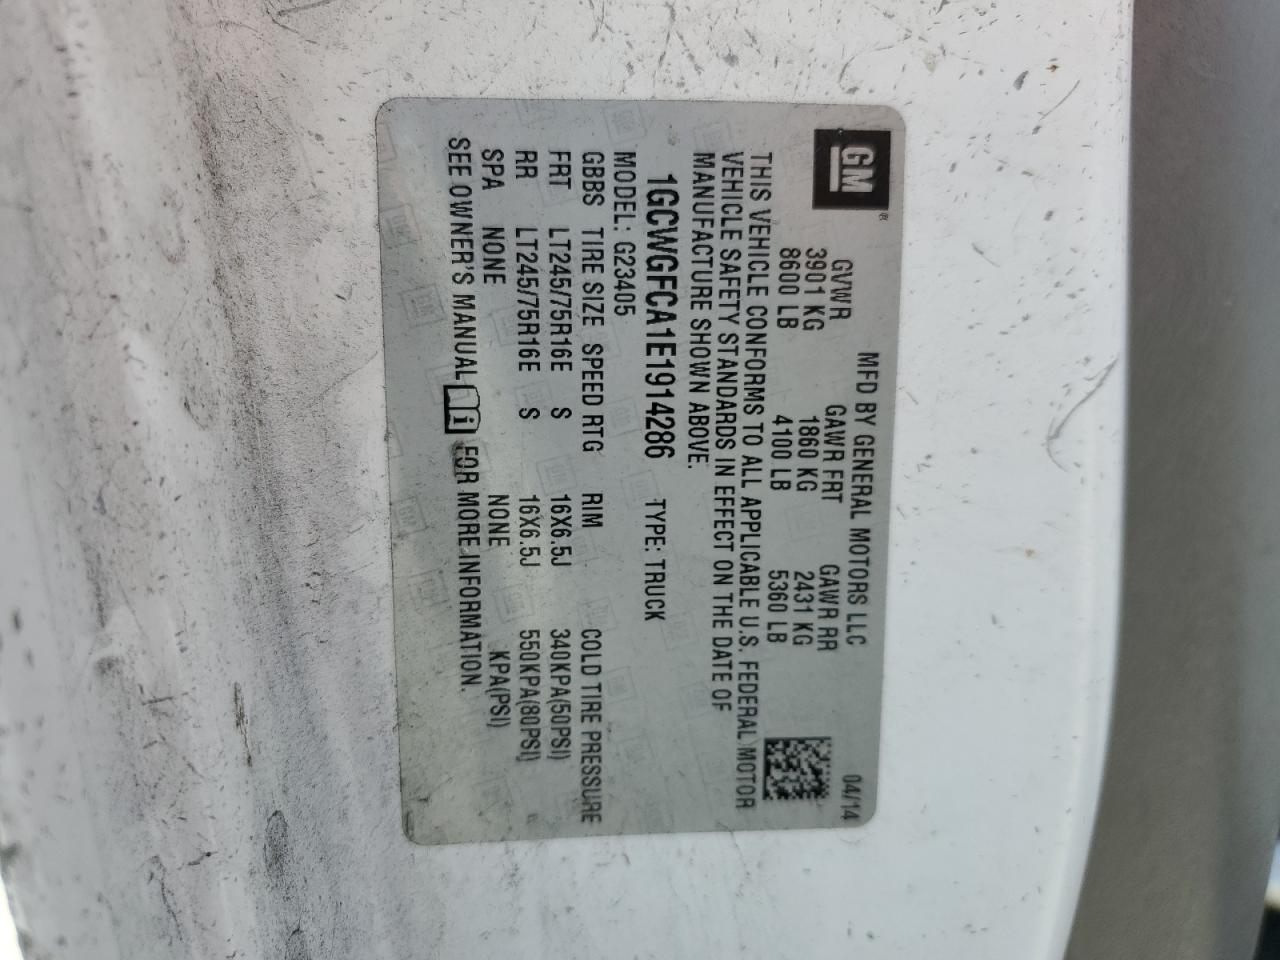 GM ®
MFD BY GENERAL MOTORS LLC 04/14
GVWR GAWR FRT GAWR RR
3901 KG 1860 KG 2431 KG
8600 LB 4100 LB 5360 LB
THIS VEHICLE CONFORMS TO ALL APPLICABLE U.S. FEDERAL MOTOR
VEHICLE SAFETY STANDARDS IN EFFECT ON THE DATE OF
MANUFACTURE SHOWN ABOVE.
1GCWGFCA1E1914286 TYPE: TRUCK
MODEL: G23405
GBBS TIRE SIZE SPEED RTG RIM COLD TIRE PRESSURE
FRT LT245/75R16E S 16X6.5J 340KPA(50PSI)
RR LT245/75R16E S 16X6.5J 550KPA(80PSI)
SPA NONE NONE KPA(PSI)
SEE OWNER'S MANUAL i FOR MORE INFORMATION.